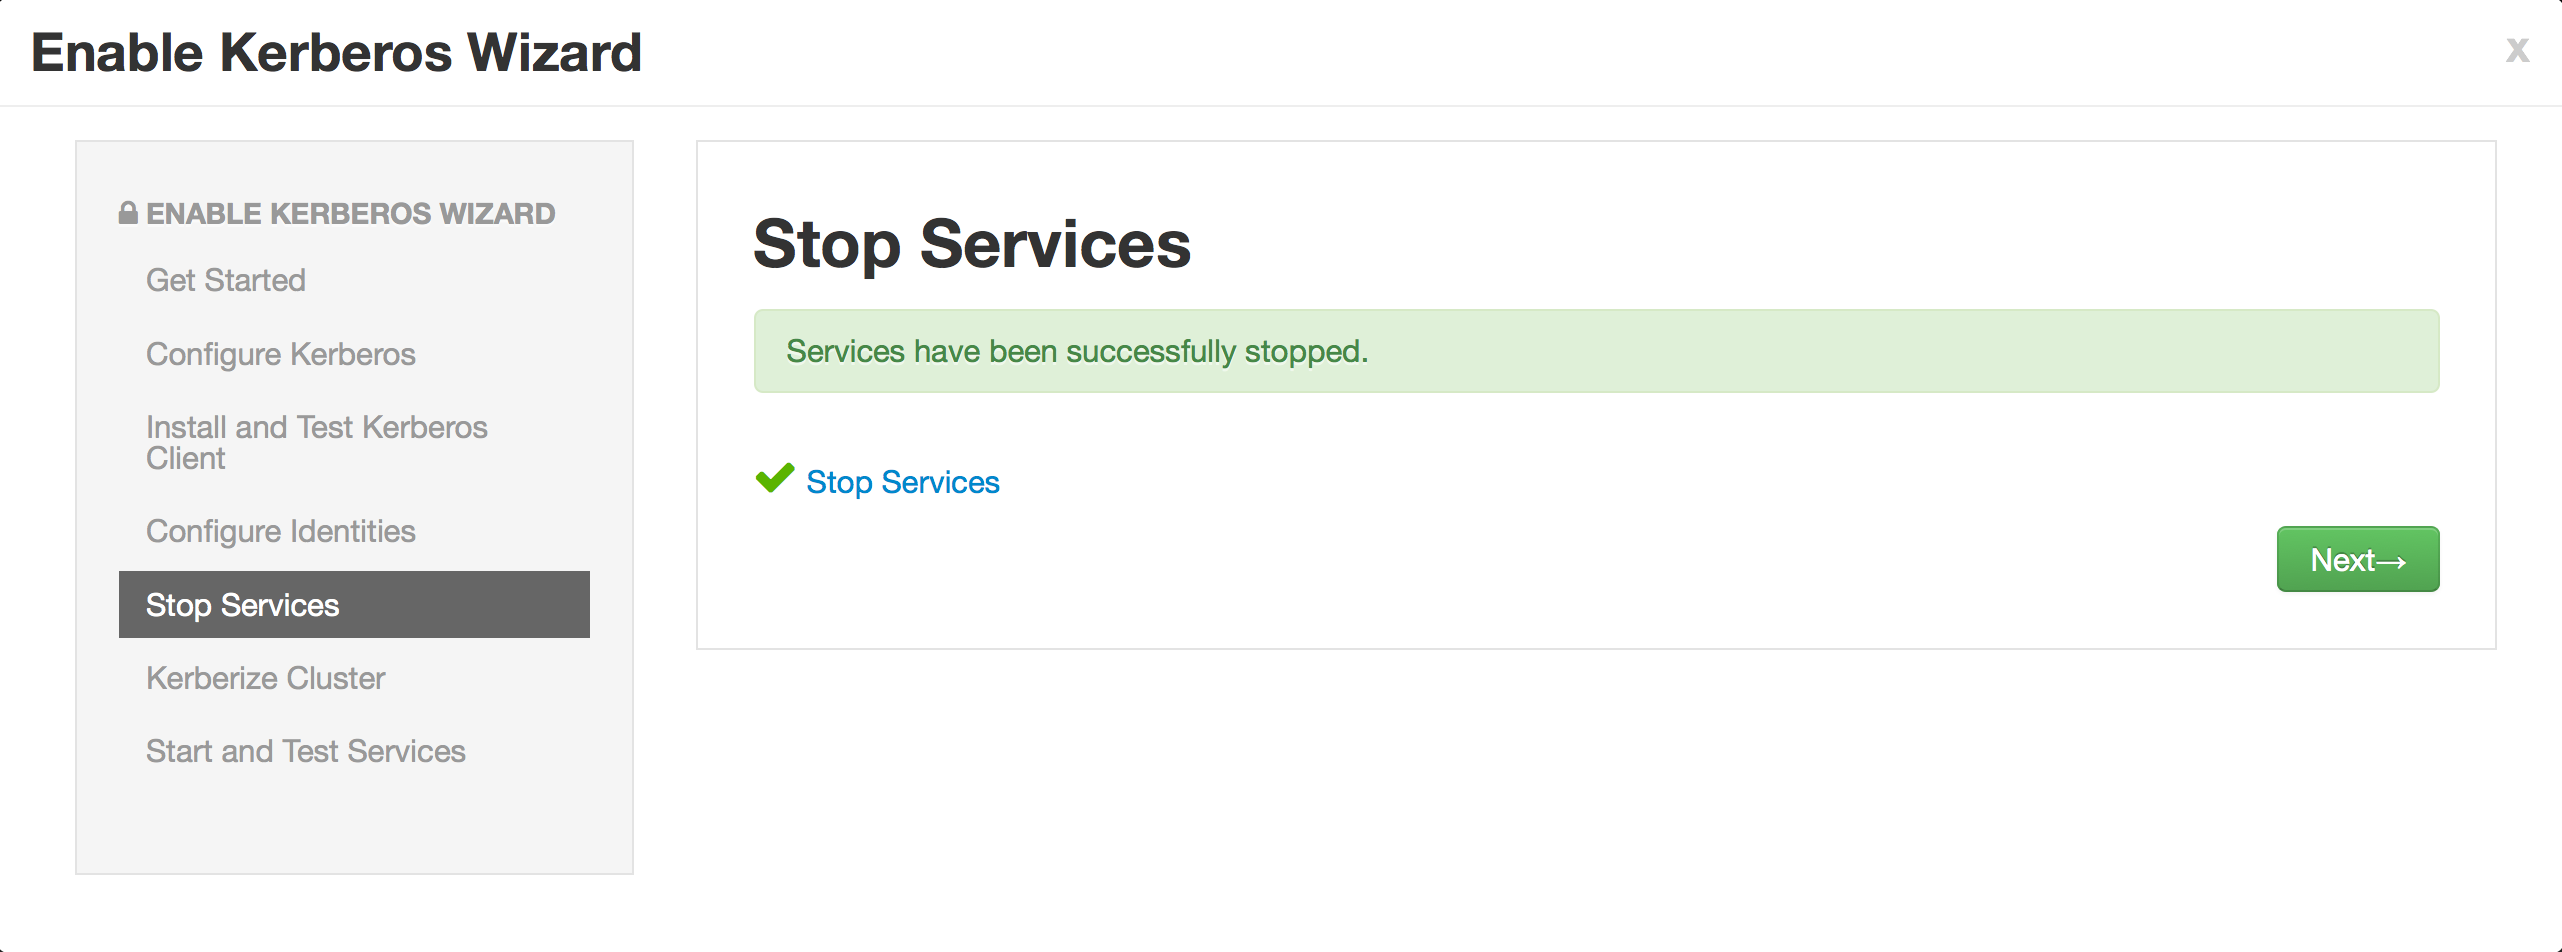 Enable Kerberos Wizard
x
ENABLE KERBEROS WIZARD
Get Started
Configure Kerberos
Install and Test Kerberos
Client
Configure Identities
Stop Services
Kerberize Cluster
Start and Test Services
Stop Services
Services have been successfully stopped.
Stop Services
Next→